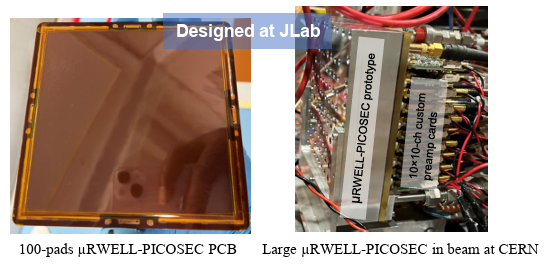 Designed at JLab
µRWELL-PICOSEC prototype
10×10-ch custom
preamp cards
100-pads µRWELL-PICOSEC PCB
Large µRWELL-PICOSEC in beam at CERN